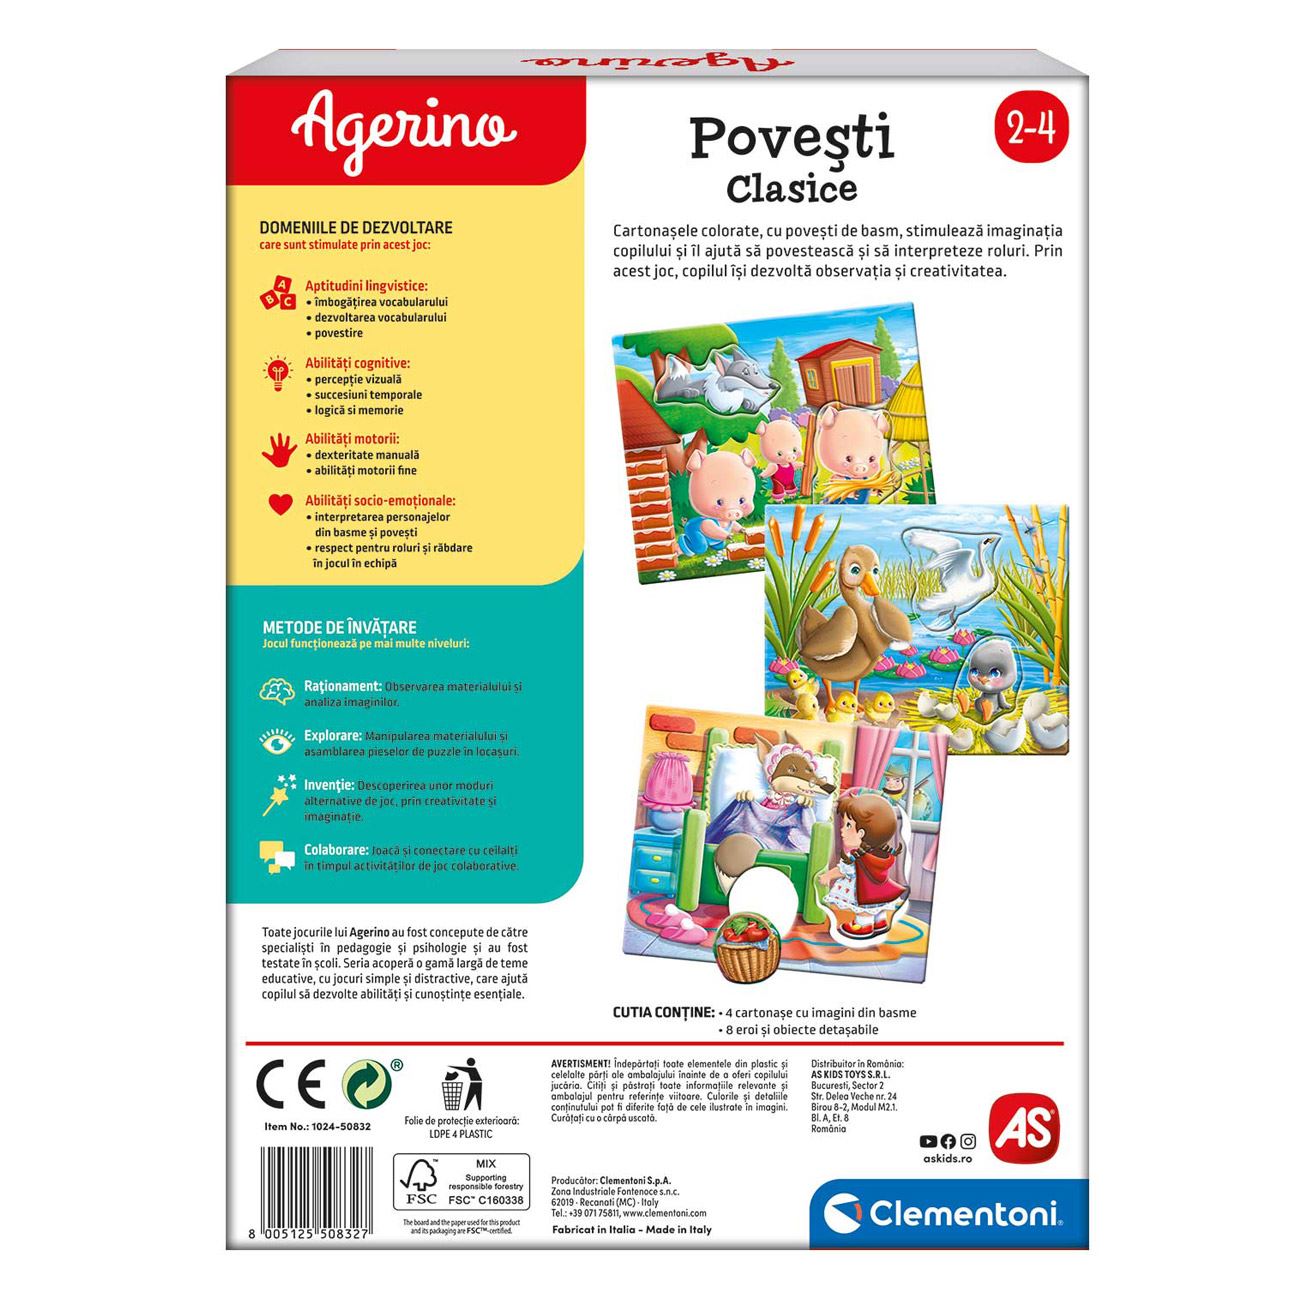 Agerino
Agerino
Povești
Clasice
2-4
Cartonașele colorate, cu povești de basm, stimulează imaginația
copilului și îl ajută să povestească și să interpreteze roluri. Prin
acest joc, copilul își dezvoltă observația și creativitatea.
DOMENIILE DE DEZVOLTARE
care sunt stimulate prin acest joc:
A
B C
Aptitudini lingvistice:
• îmbogățirea vocabularului
• dezvoltarea vocabularului
• povestire
Abilități cognitive:
• percepție vizuală
• succesiuni temporale
• logică si memorie
Abilități motorii:
• dexteritate manuală
• abilități motorii fine
Abilități socio-emoționale:
• interpretarea personajelor
din basme și povești
• respect pentru roluri și răbdare
în jocul în echipă
METODE DE ÎNVĂȚARE
Jocul funcționează pe mai multe niveluri:
Raţionament: Observarea materialului și
analiza imaginilor.
Explorare: Manipularea materialului și
asamblarea pieselor de puzzle în locașuri.
Invenţie: Descoperirea unor moduri
alternative de joc, prin creativitate și
imaginație.
Colaborare: Joacă și conectare cu ceilalți
în timpul activităților de joc colaborative.
Toate jocurile lui Agerino au fost concepute de către
specialiști în pedagogie și psihologie și au fost
testate în școli. Seria acoperă o gamă largă de teme
educative, cu jocuri simple și distractive, care ajută
copilul să dezvolte abilități și cunoștințe esențiale.
CUTIA CONȚINE: • 4 cartonașe cu imagini din basme
• 8 eroi și obiecte detașabile
CE
®
Item No.: 1024-50832
8 005125 508327
Folie de protecție exterioară:
LDPE 4 PLASTIC
FSC
MIX
Supporting
responsible forestry
FSC™ C160338
The board and the paper used for this product
and its packaging are FSC™-certified.
AVERTISMENT! Îndepărtați toate elementele din plastic și
celelalte părți ale ambalajului înainte de a oferi copilului
jucăria. Citiți și păstrați toate informațiile relevante și
ambalajul pentru referințe viitoare. Culorile și detaliile
conținutului pot fi diferite față de cele ilustrate în imagini.
Curățați cu o cârpă uscată.
Producător: Clementoni S.p.A.
Zona Industriale Fontenoce s.n.c.
62019 - Recanati (MC) - Italy
Tel.: +39 071 75811, www.clementoni.com
Fabricat in Italia - Made in Italy
Distribuitor în România:
AS KIDS TOYS S.R.L.
Bucuresti, Sector 2
Str. Delea Veche nr. 24
Birou 8-2, Modul M2.1.
Bl. A, Et. 8
România
askids.ro
AS
Clementoni